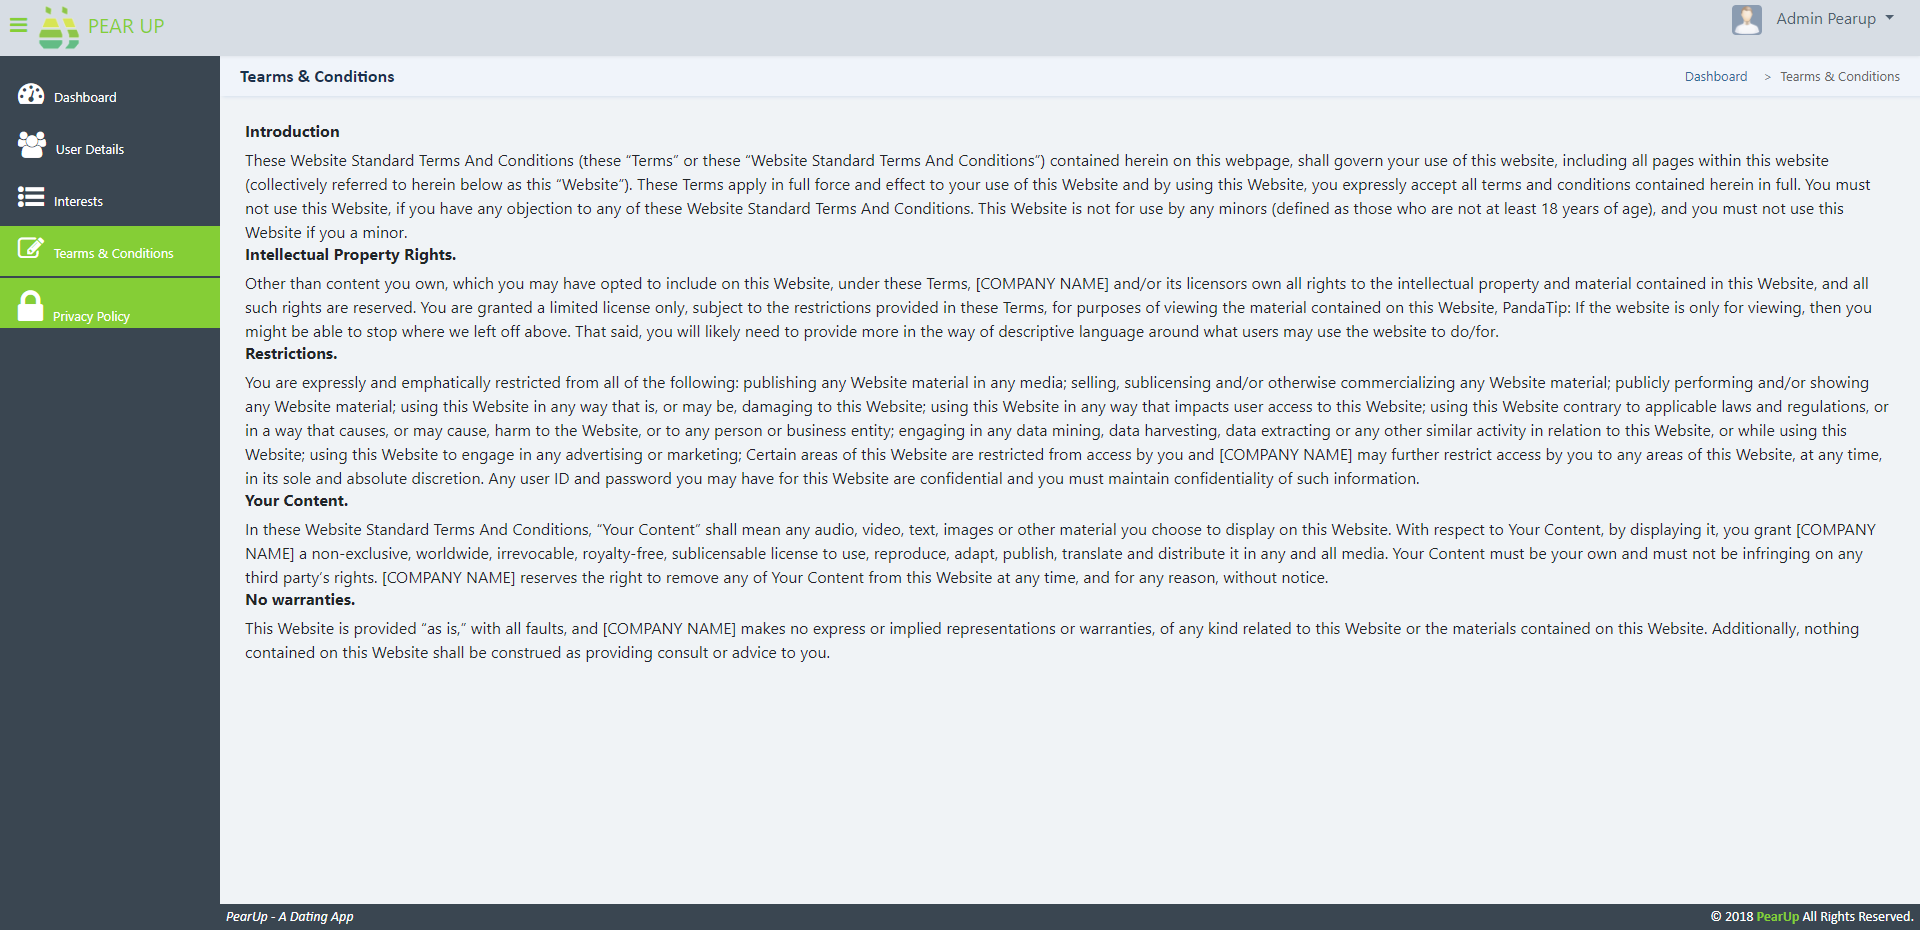 PEAR UP
Admin Pearup
Dashboard
User Details
Interests
Tearms & Conditions
Privacy Policy
Tearms & Conditions
Dashboard > Tearms & Conditions
Introduction
These Website Standard Terms And Conditions (these “Terms” or these “Website Standard Terms And Conditions”) contained herein on this webpage, shall govern your use of this website, including all pages within this website
(collectively referred to herein below as this “Website”). These Terms apply in full force and effect to your use of this Website and by using this Website, you expressly accept all terms and conditions contained herein in full. You must
not use this Website, if you have any objection to any of these Website Standard Terms And Conditions. This Website is not for use by any minors (defined as those who are not at least 18 years of age), and you must not use this
Website if you a minor.
Intellectual Property Rights.
Other than content you own, which you may have opted to include on this Website, under these Terms, [COMPANY NAME] and/or its licensors own all rights to the intellectual property and material contained in this Website, and all
such rights are reserved. You are granted a limited license only, subject to the restrictions provided in these Terms, for purposes of viewing the material contained on this Website, PandaTip: If the website is only for viewing, then you
might be able to stop where we left off above. That said, you will likely need to provide more in the way of descriptive language around what users may use the website to do/for.
Restrictions.
You are expressly and emphatically restricted from all of the following: publishing any Website material in any media; selling, sublicensing and/or otherwise commercializing any Website material; publicly performing and/or showing
any Website material; using this Website in any way that is, or may be, damaging to this Website; using this Website in any way that impacts user access to this Website; using this Website contrary to applicable laws and regulations, or
in a way that causes, or may cause, harm to the Website, or to any person or business entity; engaging in any data mining, data harvesting, data extracting or any other similar activity in relation to this Website, or while using this
Website; using this Website to engage in any advertising or marketing; Certain areas of this Website are restricted from access by you and [COMPANY NAME] may further restrict access by you to any areas of this Website, at any time,
in its sole and absolute discretion. Any user ID and password you may have for this Website are confidential and you must maintain confidentiality of such information.
Your Content.
In these Website Standard Terms And Conditions, “Your Content” shall mean any audio, video, text, images or other material you choose to display on this Website. With respect to Your Content, by displaying it, you grant [COMPANY
NAME] a non-exclusive, worldwide, irrevocable, royalty-free, sublicensable license to use, reproduce, adapt, publish, translate and distribute it in any and all media. Your Content must be your own and must not be infringing on any
third party’s rights. [COMPANY NAME] reserves the right to remove any of Your Content from this Website at any time, and for any reason, without notice.
No warranties.
This Website is provided “as is,” with all faults, and [COMPANY NAME] makes no express or implied representations or warranties, of any kind related to this Website or the materials contained on this Website. Additionally, nothing
contained on this Website shall be construed as providing consult or advice to you.
PearUp - A Dating App
© 2018 PearUp All Rights Reserved.